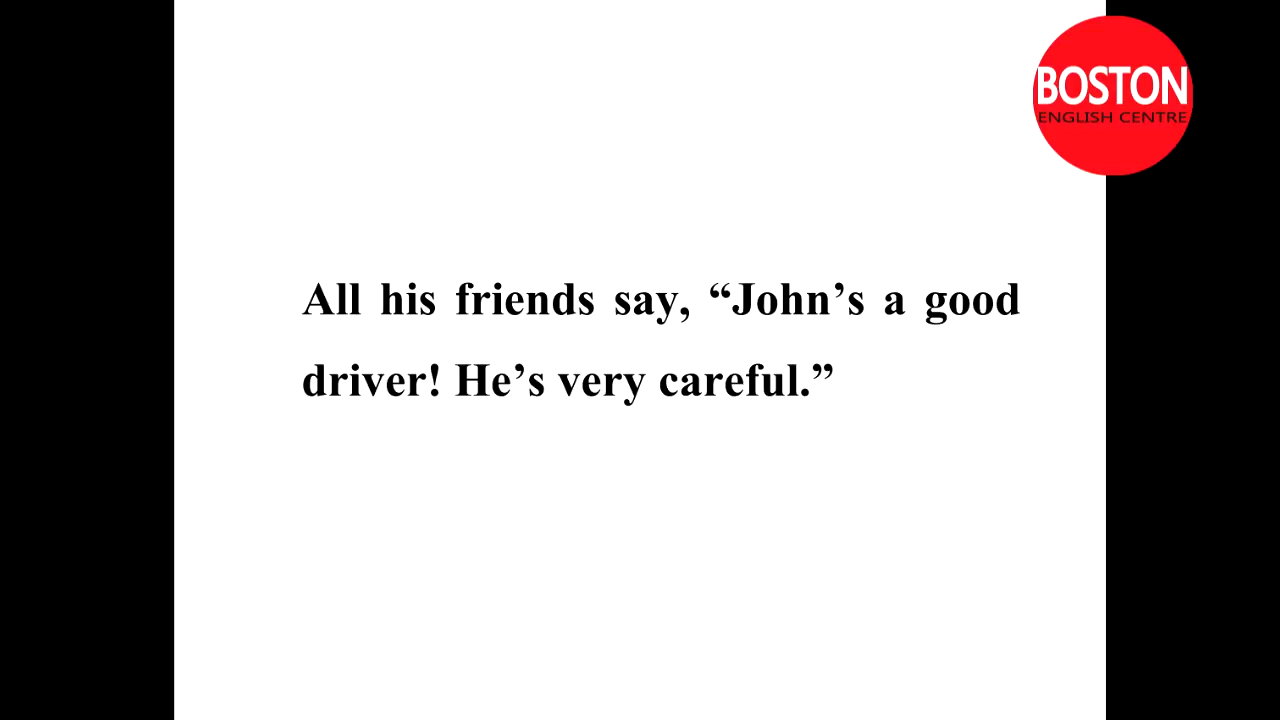 BOSTON
ENGLISH CENTRE
All his friends say, “John’s a good
driver! He’s very careful.”